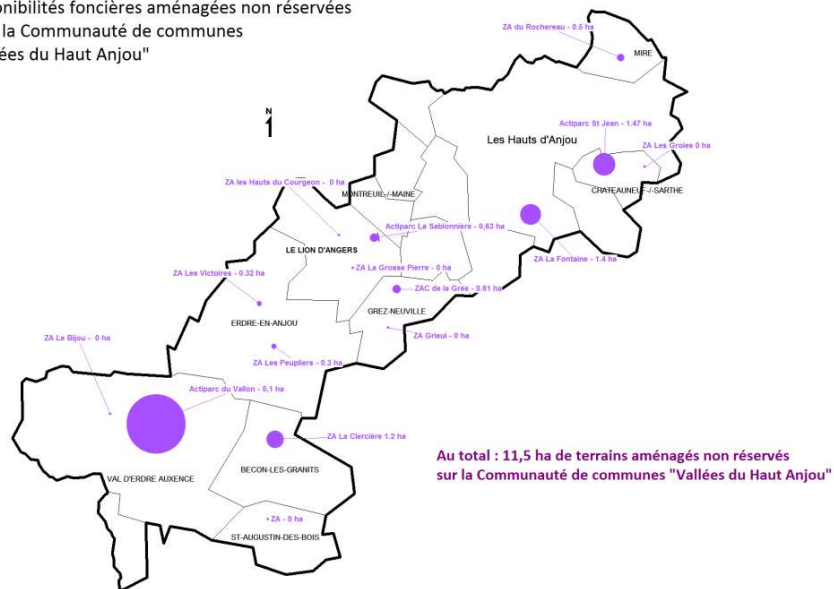 aménagées non réservées
la Communauté de communes
du Haut Anjou"
ZA du Rochereau - 0.5 ha
MIRE
N
Actiparc St Jean - 1.47 ha
Les Hauts d'Anjou
ZA Les Groies 0 ha
ZA les Hauts du Courgeon - 0 ha
MONTREUIL-/-MAINE
CHATEAUNEUF-/-SARTHE
Actiparc La Sablonnière - 0,63 ha
LE LION D'ANGERS
ZA La Fontaine - 1.4 ha
ZA Les Victoires - 0.32 ha
ZA La Grosse Pierre - 0 ha
ZAC de la Grée - 0.61 ha
GREZ-NEUVILLE
ERDRE-EN-ANJOU
ZA Grieul - 0 ha
ZA Le Bijou - 0 ha
ZA Les Peupliers - 0.3 ha
Actiparc du Vallon - 5,1 ha
ZA La Clercière 1.2 ha
Au total : 11,5 ha de terrains aménagés non réservés
sur la Communauté de communes "Vallées du Haut Anjou"
BECON-LES-GRANITS
VAL D'ERDRE AUXENCE
ZA - 0 ha
ST-AUGUSTIN-DES-BOIS